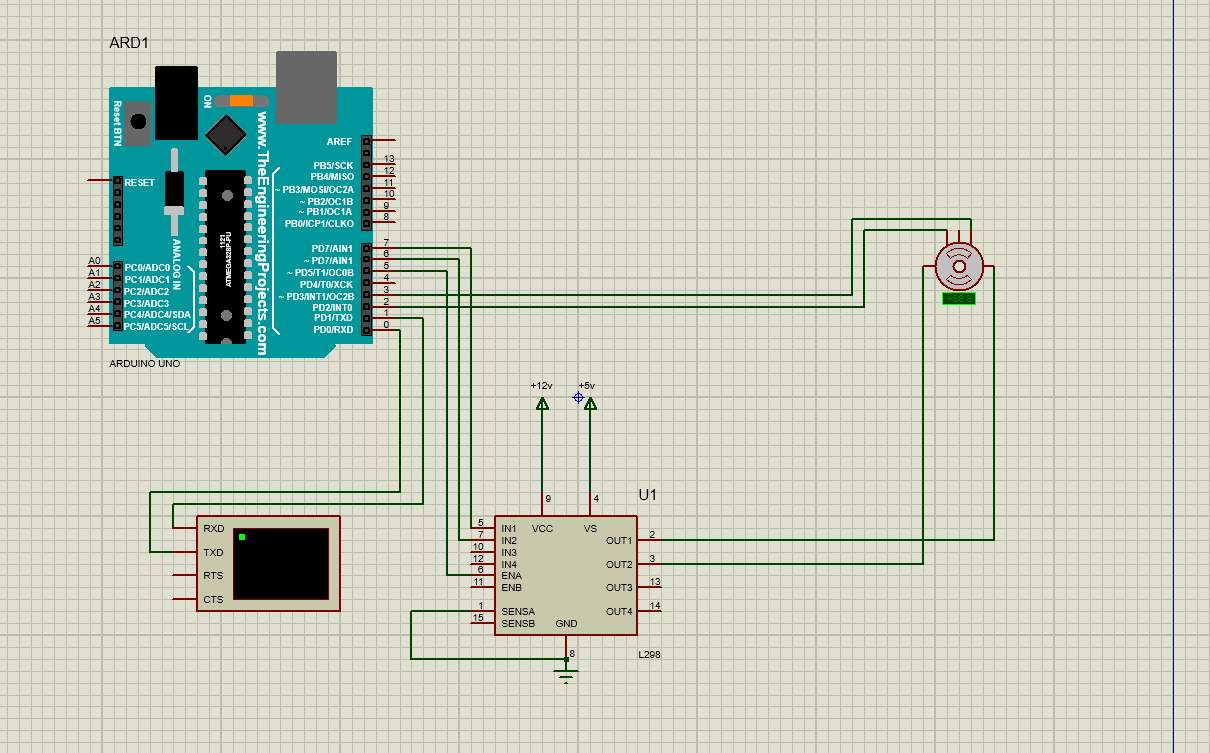 ARD1
ON
Reset BTN
www.TheEngineeringProjects.com
AREF
PB5/SCK 13
PB4/MISO 12
~ PB3/MOSI/OC2A 11
~ PB2/OC1B 10
~ PB1/OC1A 9
PB0/ICP1/CLKO 8
RESET
1121
ATMEGA328P-PU
ANALOG IN
PD7/AIN1 7
~ PD7/AIN1 6
~ PD5/T1/OC0B 5
PD4/T0/XCK 4
~ PD3/INT1/OC2B 3
PD2/INT0 2
PD1/TXD 1
PD0/RXD 0
A0 PC0/ADC0
A1 PC1/ADC1
A2 PC2/ADC2
A3 PC3/ADC3
A4 PC4/ADC4/SDA
A5 PC5/ADC5/SCL
ARDUINO UNO
+12v +5v
U1
9 4
VCC VS
5 IN1
7 IN2
10 IN3
12 IN4
6 ENA
11 ENB
1 SENSA
15 SENSB
GND
8
OUT1 2
OUT2 3
OUT3 13
OUT4 14
L298
RXD
TXD
RTS
CTS